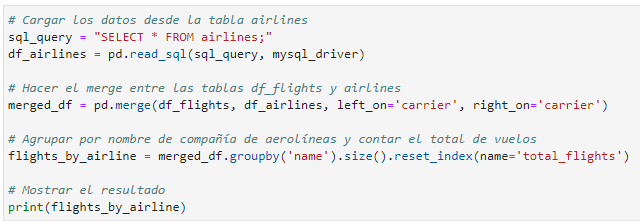 # Cargar los datos desde la tabla airlines
sql_query = "SELECT * FROM airlines;"
df_airlines = pd.read_sql(sql_query, mysql_driver)
# Hacer el merge entre las tablas df_flights y airlines
merged_df = pd.merge(df_flights, df_airlines, left_on='carrier', right_on='carrier')
# Agrupar por nombre de compañía de aerolíneas y contar el total de vuelos
flights_by_airline = merged_df.groupby('name').size().reset_index(name='total_flights')
# Mostrar el resultado
print(flights_by_airline)